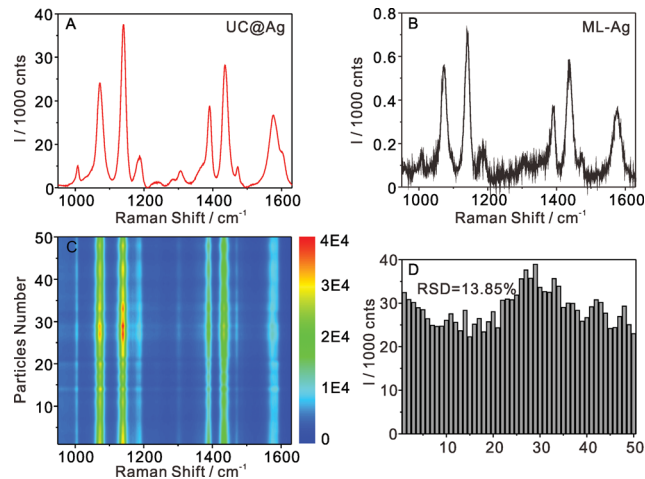 A
UC@Ag
I / 1000 cnts
40
30
20
10
0
1000 1200 1400 1600
Raman Shift / cm⁻¹
B
ML-Ag
I / 1000 cnts
0.8
0.6
0.4
0.2
0
1000 1200 1400 1600
Raman Shift / cm⁻¹
C
Particles Number
50
40
30
20
10
1000 1200 1400 1600
Raman Shift / cm⁻¹
4E4
3E4
2E4
1E4
0
D
RSD=13.85%
I / 1000 cnts
40
30
20
10
0
10 20 30 40 50